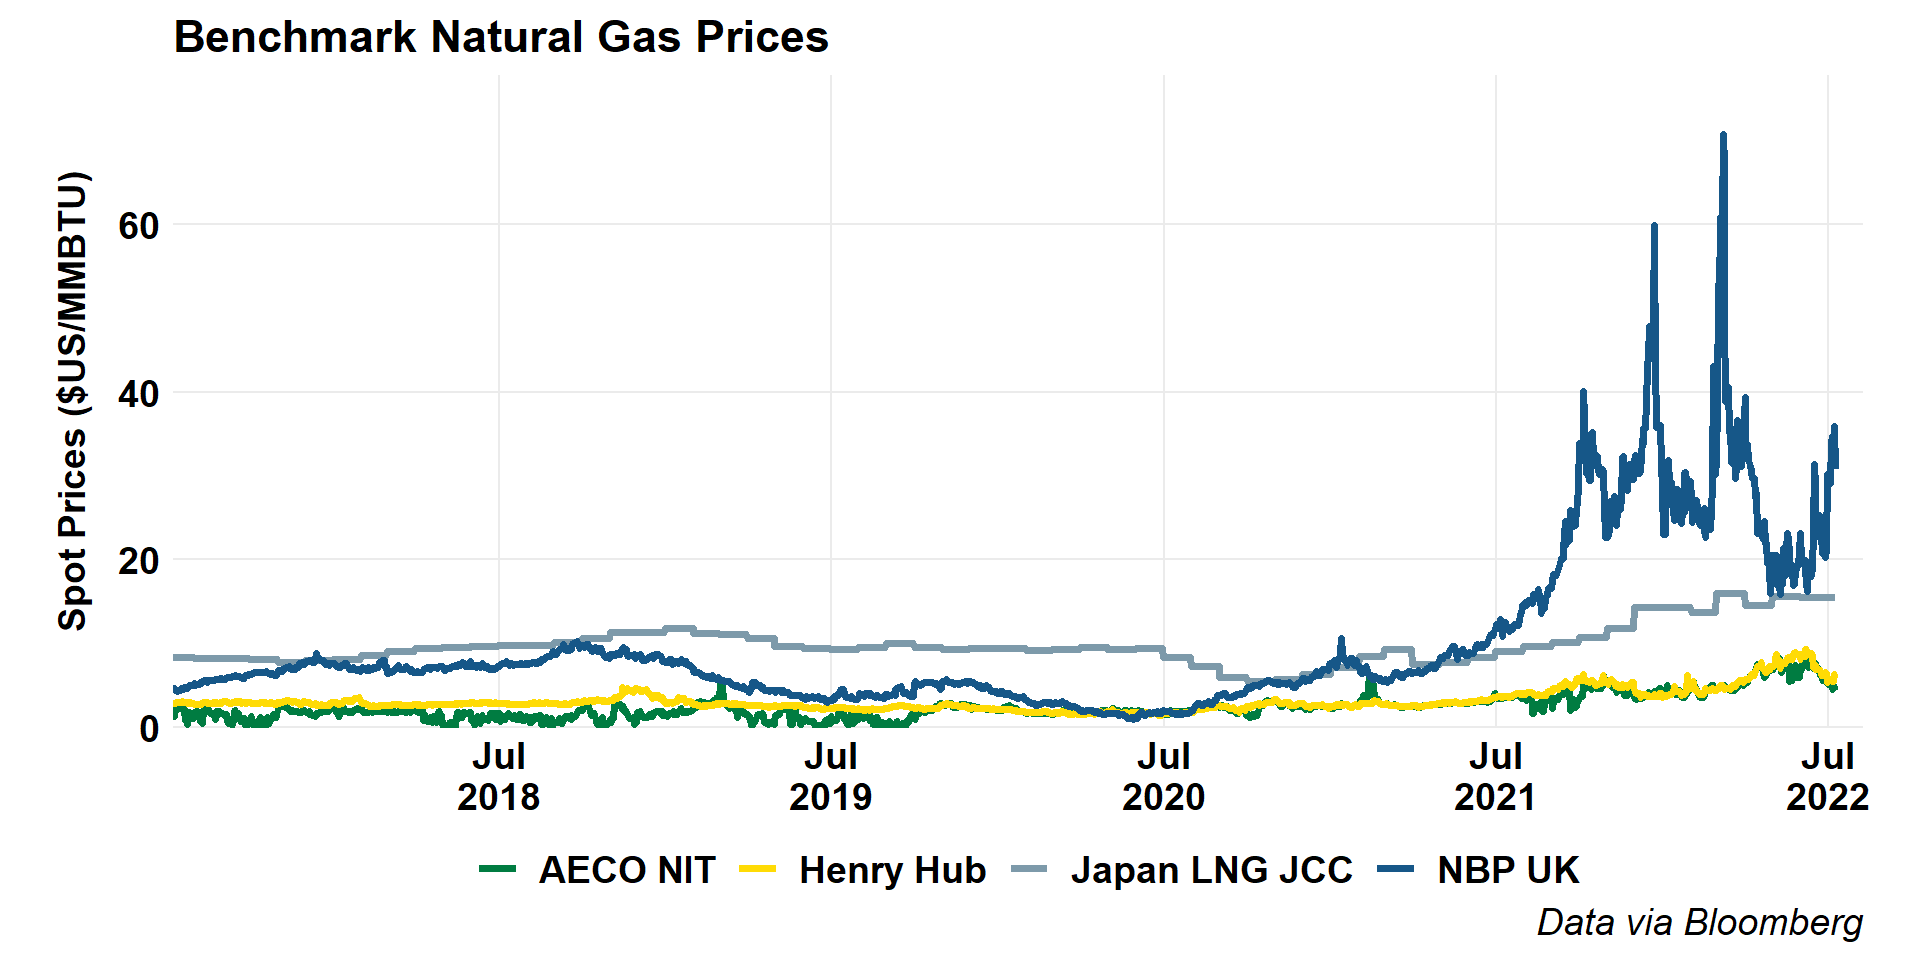 Benchmark Natural Gas Prices
Spot Prices ($US/MMBTU)
60
40
20
0
Jul Jul Jul Jul Jul
2018 2019 2020 2021 2022
AECO NIT Henry Hub Japan LNG JCC NBP UK
Data via Bloomberg